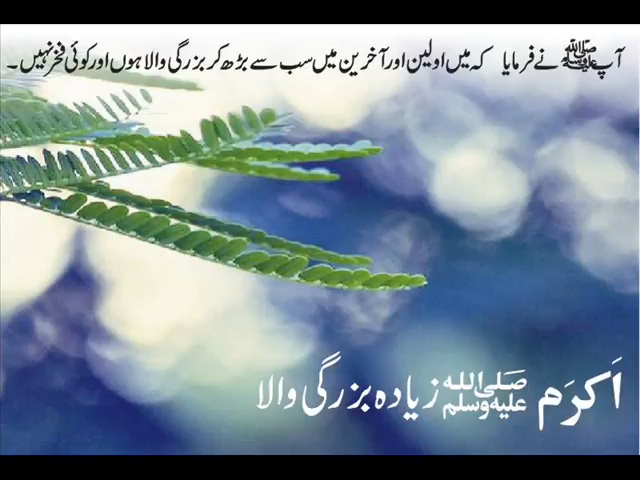 آپ ﷺ نے فرمایا کہ میں اولین اور آخرین میں سب سے بڑھ کر بزرگی والا ہوں اور کوئی فخر نہیں۔
اَکرَم ﷺ زیادہ بزرگی والا